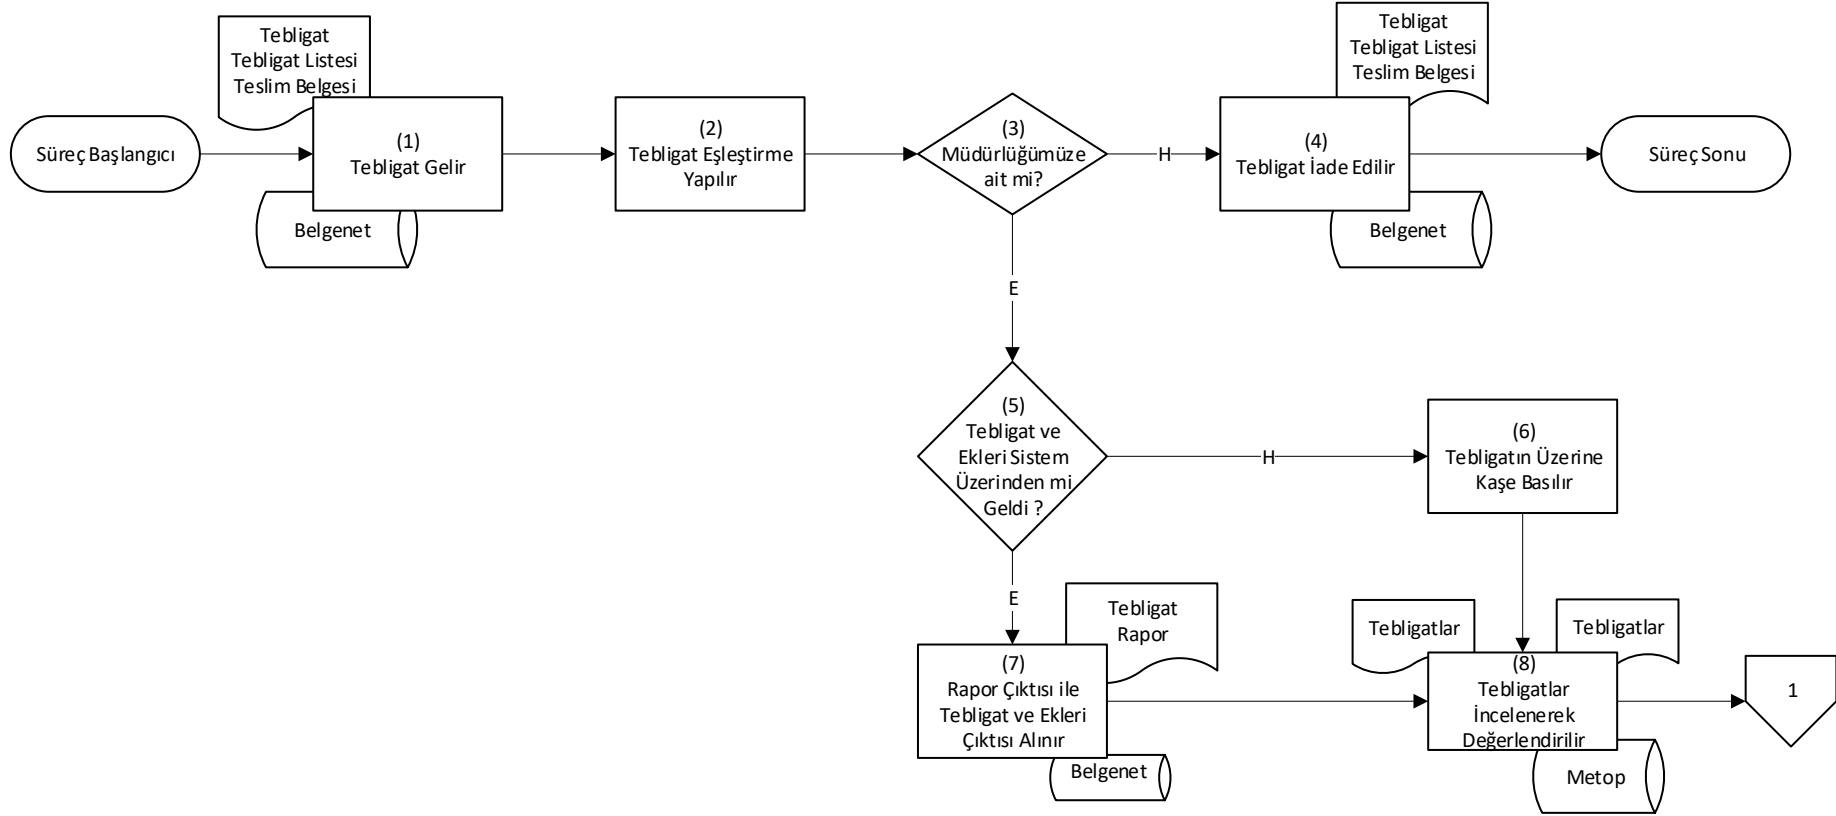 Tebligat
Tebligat Listesi
Teslim Belgesi
Süreç Başlangıcı
(1)
Tebligat Gelir
Belgenet
(2)
Tebligat Eşleştirme
Yapılır
(3)
Müdürlüğümüze
ait mi?
H
Tebligat
Tebligat Listesi
Teslim Belgesi
(4)
Tebligat İade Edilir
Belgenet
Süreç Sonu
E
(5)
Tebligat ve
Ekleri Sistem
Üzerinden mi
Geldi ?
H
(6)
Tebligatın Üzerine
Kaşe Basılır
E
Tebligat
Rapor
(7)
Rapor Çıktısı ile
Tebligat ve Ekleri
Çıktısı Alınır
Belgenet
Tebligatlar
Tebligatlar
(8)
Tebligatlar
İncelenerek
Değerlendirilir
Metop
1